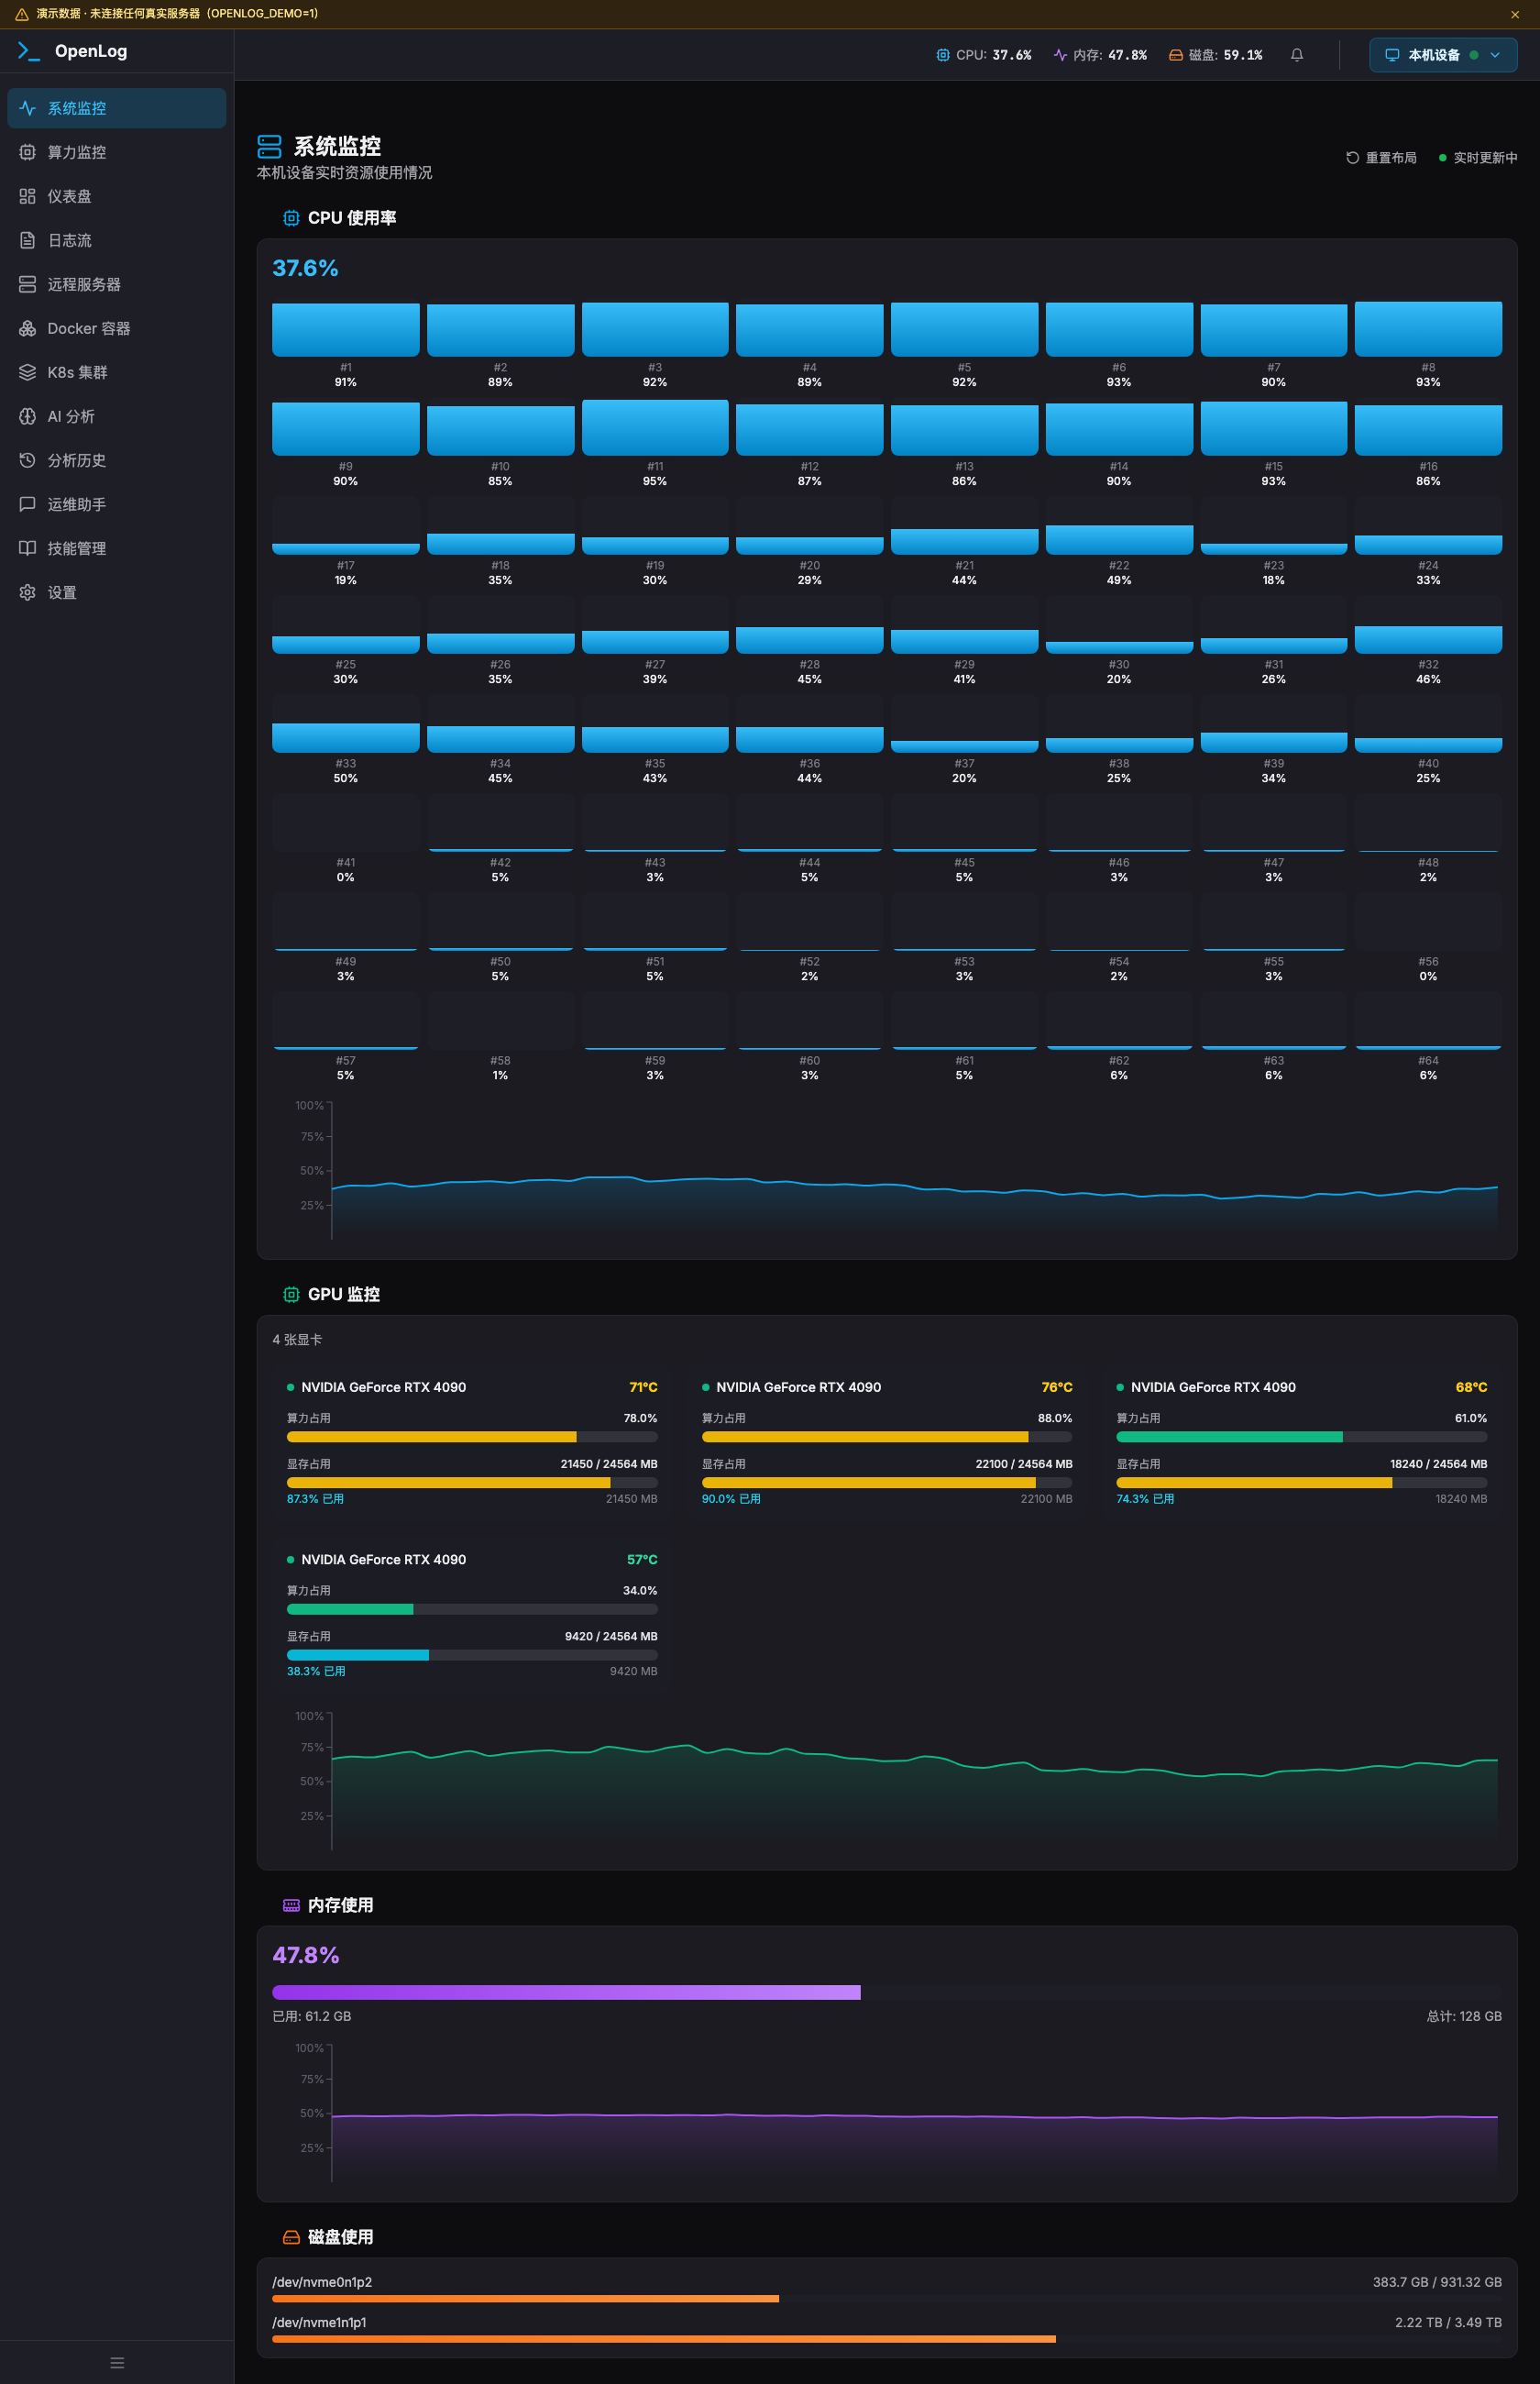 演示数据 · 未连接任何真实服务器（OPENLOG_DEMO=1）
OpenLog
CPU: 37.6% 内存: 47.8% 磁盘: 59.1% 本机设备
系统监控
算力监控
仪表盘
日志流
远程服务器
Docker 容器
K8s 集群
AI 分析
分析历史
运维助手
技能管理
设置
系统监控
本机设备实时资源使用情况
重置布局 实时更新中
CPU 使用率
37.6%
#1 #2 #3 #4 #5 #6 #7 #8
91% 89% 92% 89% 92% 93% 90% 93%
#9 #10 #11 #12 #13 #14 #15 #16
90% 85% 95% 87% 86% 90% 93% 86%
#17 #18 #19 #20 #21 #22 #23 #24
19% 35% 30% 29% 44% 49% 18% 33%
#25 #26 #27 #28 #29 #30 #31 #32
30% 35% 39% 45% 41% 20% 26% 46%
#33 #34 #35 #36 #37 #38 #39 #40
50% 45% 43% 44% 20% 25% 34% 25%
#41 #42 #43 #44 #45 #46 #47 #48
0% 5% 3% 5% 5% 3% 3% 2%
#49 #50 #51 #52 #53 #54 #55 #56
3% 5% 5% 2% 3% 2% 3% 0%
#57 #58 #59 #60 #61 #62 #63 #64
5% 1% 3% 3% 5% 6% 6% 6%
100%
75%
50%
25%
GPU 监控
4 张显卡
NVIDIA GeForce RTX 4090 71°C
算力占用 78.0%
显存占用 21450 / 24564 MB
87.3% 已用 21450 MB
NVIDIA GeForce RTX 4090 76°C
算力占用 88.0%
显存占用 22100 / 24564 MB
90.0% 已用 22100 MB
NVIDIA GeForce RTX 4090 68°C
算力占用 61.0%
显存占用 18240 / 24564 MB
74.3% 已用 18240 MB
NVIDIA GeForce RTX 4090 57°C
算力占用 34.0%
显存占用 9420 / 24564 MB
38.3% 已用 9420 MB
100%
75%
50%
25%
内存使用
47.8%
已用: 61.2 GB 总计: 128 GB
100%
75%
50%
25%
磁盘使用
/dev/nvme0n1p2 383.7 GB / 931.32 GB
/dev/nvme1n1p1 2.22 TB / 3.49 TB